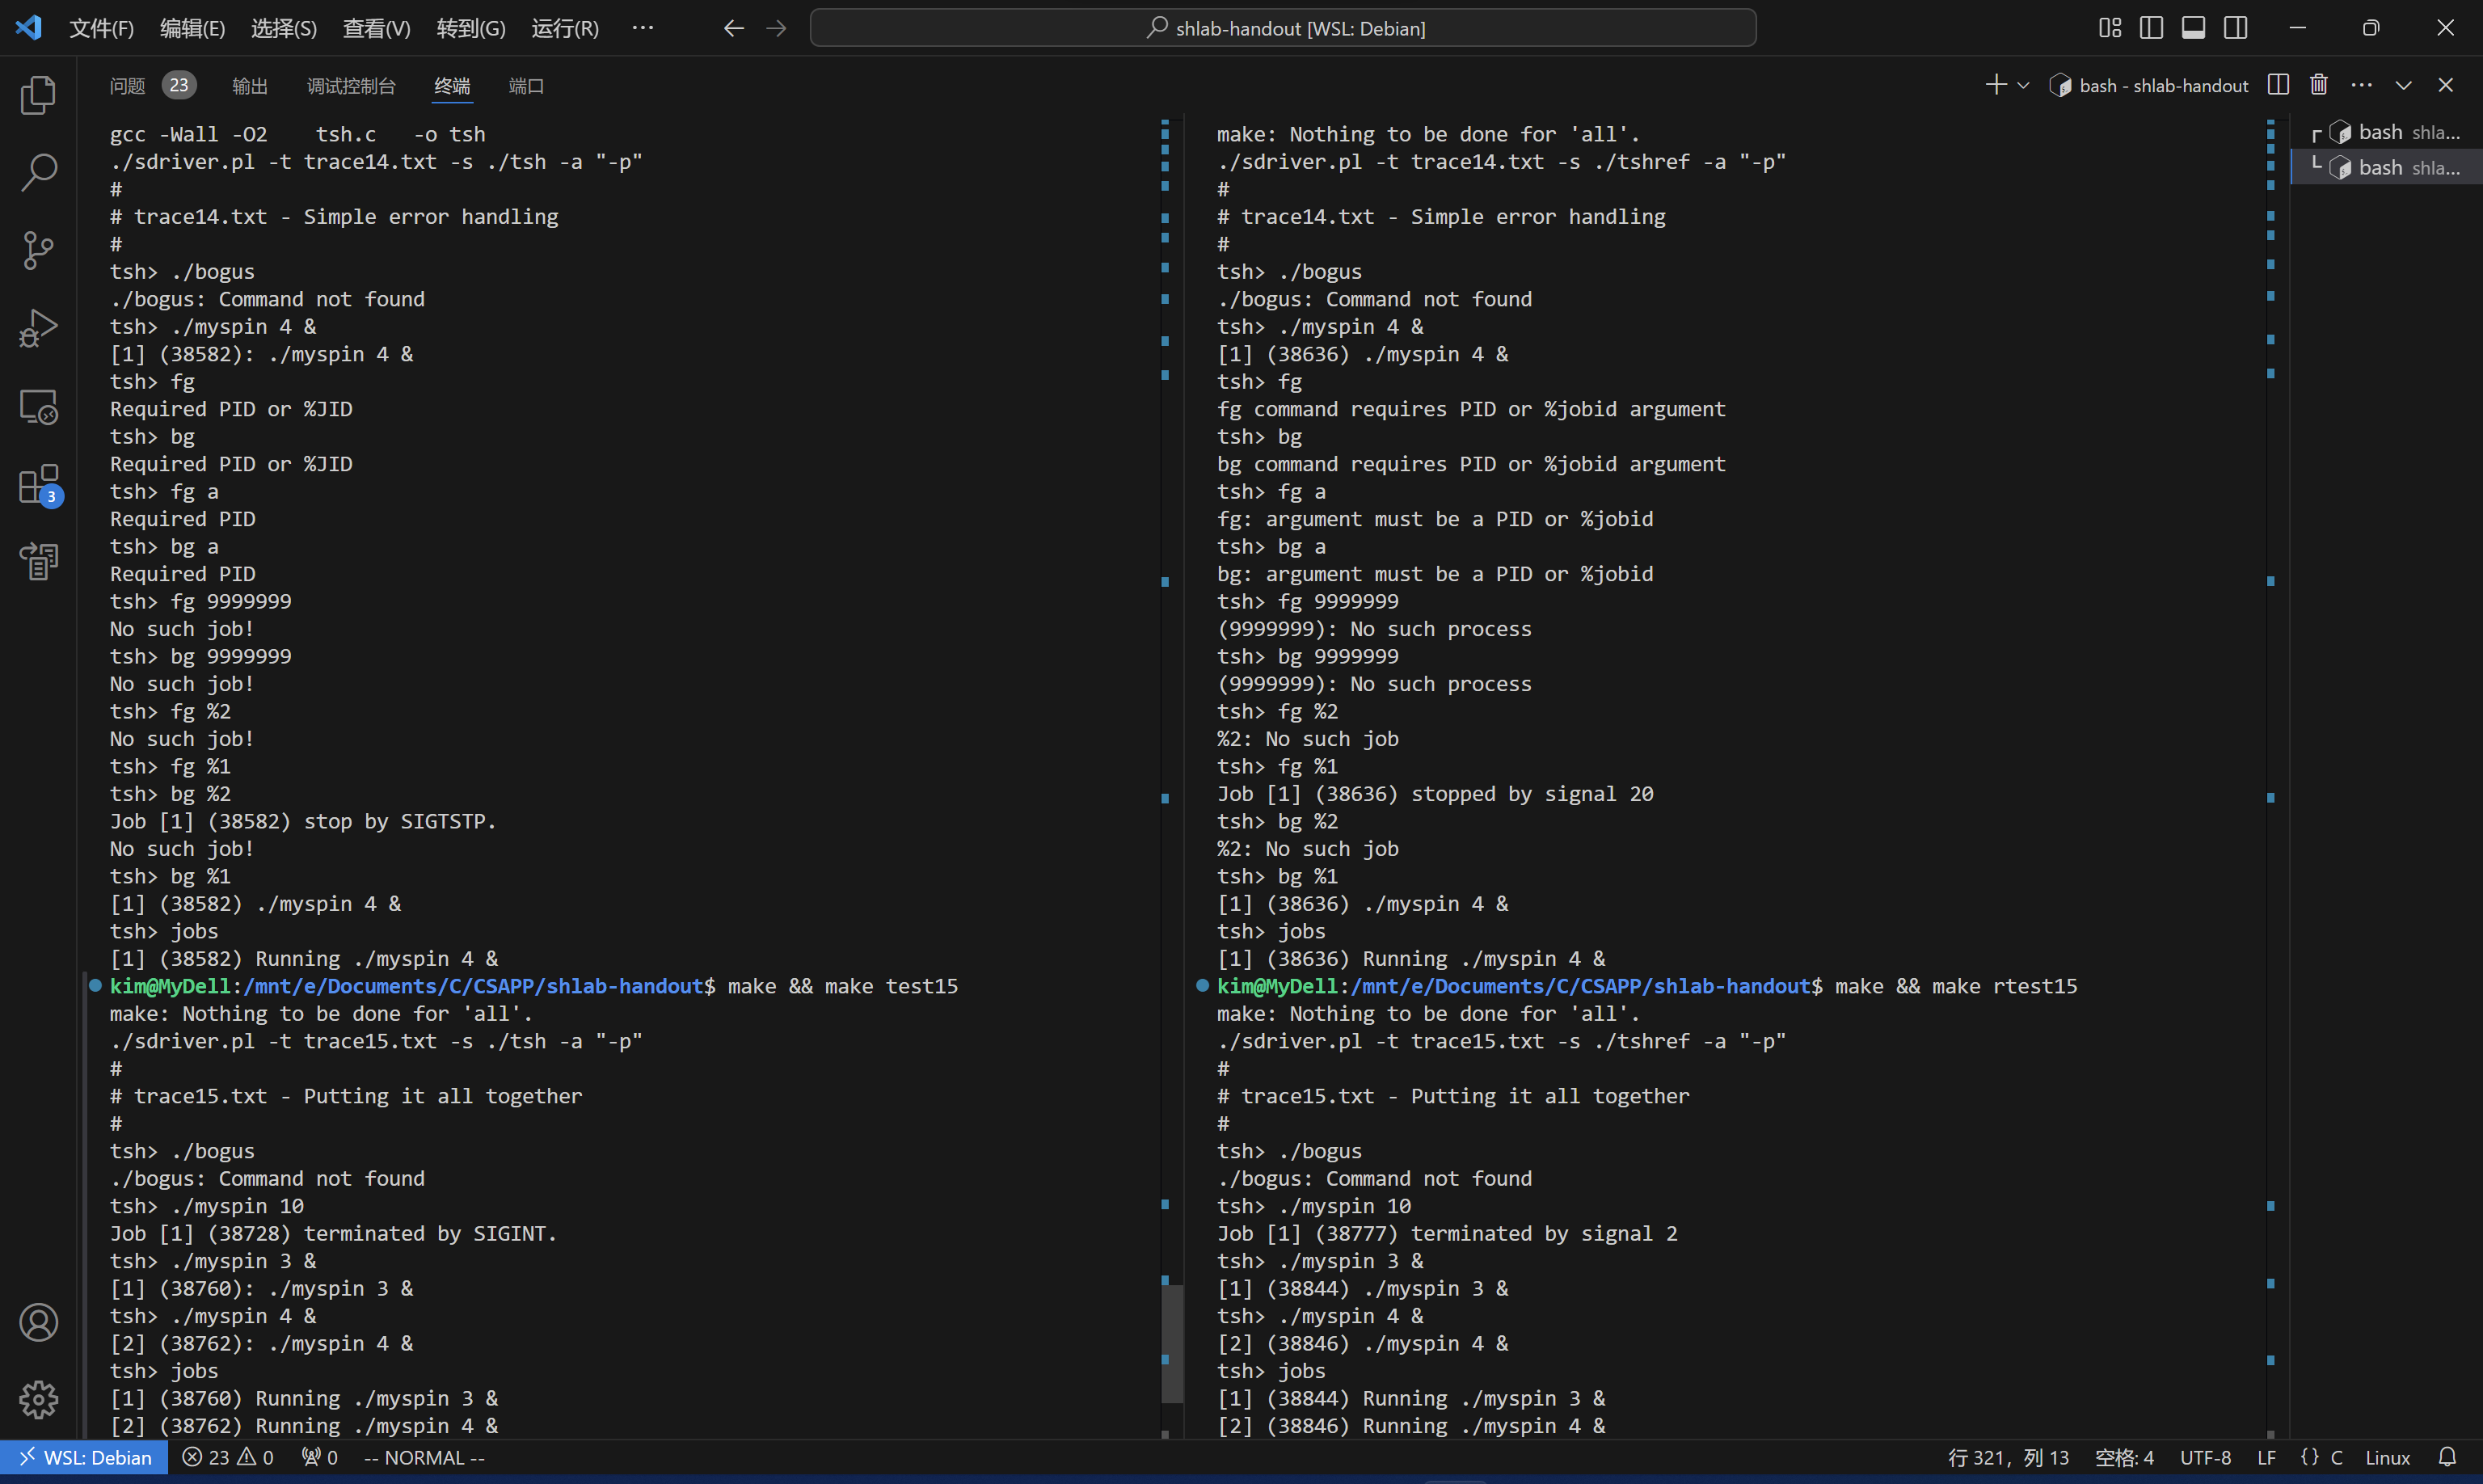 文件(F) 编辑(E) 选择(S) 查看(V) 转到(G) 运行(R) ··· shlab-handout [WSL: Debian]
问题 23 输出 调试控制台 终端 端口 bash - shlab-handout ···
gcc -Wall -O2    tsh.c   -o tsh
./sdriver.pl -t trace14.txt -s ./tsh -a "-p"
#
# trace14.txt - Simple error handling
#
tsh> ./bogus
./bogus: Command not found
tsh> ./myspin 4 &
[1] (38582): ./myspin 4 &
tsh> fg
Required PID or %JID
tsh> bg
Required PID or %JID
tsh> fg a
Required PID
tsh> bg a
Required PID
tsh> fg 9999999
No such job!
tsh> bg 9999999
No such job!
tsh> fg %2
No such job!
tsh> fg %1
tsh> bg %2
Job [1] (38582) stop by SIGTSTP.
No such job!
tsh> bg %1
[1] (38582) ./myspin 4 &
tsh> jobs
[1] (38582) Running ./myspin 4 &
kim@MyDell:/mnt/e/Documents/C/CSAPP/shlab-handout$ make && make test15
make: Nothing to be done for 'all'.
./sdriver.pl -t trace15.txt -s ./tsh -a "-p"
#
# trace15.txt - Putting it all together
#
tsh> ./bogus
./bogus: Command not found
tsh> ./myspin 10
Job [1] (38728) terminated by SIGINT.
tsh> ./myspin 3 &
[1] (38760): ./myspin 3 &
tsh> ./myspin 4 &
[2] (38762): ./myspin 4 &
tsh> jobs
[1] (38760) Running ./myspin 3 &
[2] (38762) Running ./myspin 4 &
make: Nothing to be done for 'all'.
./sdriver.pl -t trace14.txt -s ./tshref -a "-p"
#
# trace14.txt - Simple error handling
#
tsh> ./bogus
./bogus: Command not found
tsh> ./myspin 4 &
[1] (38636) ./myspin 4 &
tsh> fg
fg command requires PID or %jobid argument
tsh> bg
bg command requires PID or %jobid argument
tsh> fg a
fg: argument must be a PID or %jobid
tsh> bg a
bg: argument must be a PID or %jobid
tsh> fg 9999999
(9999999): No such process
tsh> bg 9999999
(9999999): No such process
tsh> fg %2
%2: No such job
tsh> fg %1
Job [1] (38636) stopped by signal 20
tsh> bg %2
%2: No such job
tsh> bg %1
[1] (38636) ./myspin 4 &
tsh> jobs
[1] (38636) Running ./myspin 4 &
kim@MyDell:/mnt/e/Documents/C/CSAPP/shlab-handout$ make && make rtest15
make: Nothing to be done for 'all'.
./sdriver.pl -t trace15.txt -s ./tshref -a "-p"
#
# trace15.txt - Putting it all together
#
tsh> ./bogus
./bogus: Command not found
tsh> ./myspin 10
Job [1] (38777) terminated by signal 2
tsh> ./myspin 3 &
[1] (38844) ./myspin 3 &
tsh> ./myspin 4 &
[2] (38846) ./myspin 4 &
tsh> jobs
[1] (38844) Running ./myspin 3 &
[2] (38846) Running ./myspin 4 &
bash shla...
bash shla...
3
WSL: Debian 23 0 0 -- NORMAL -- 行 321，列 13 空格: 4 UTF-8 LF {} C Linux